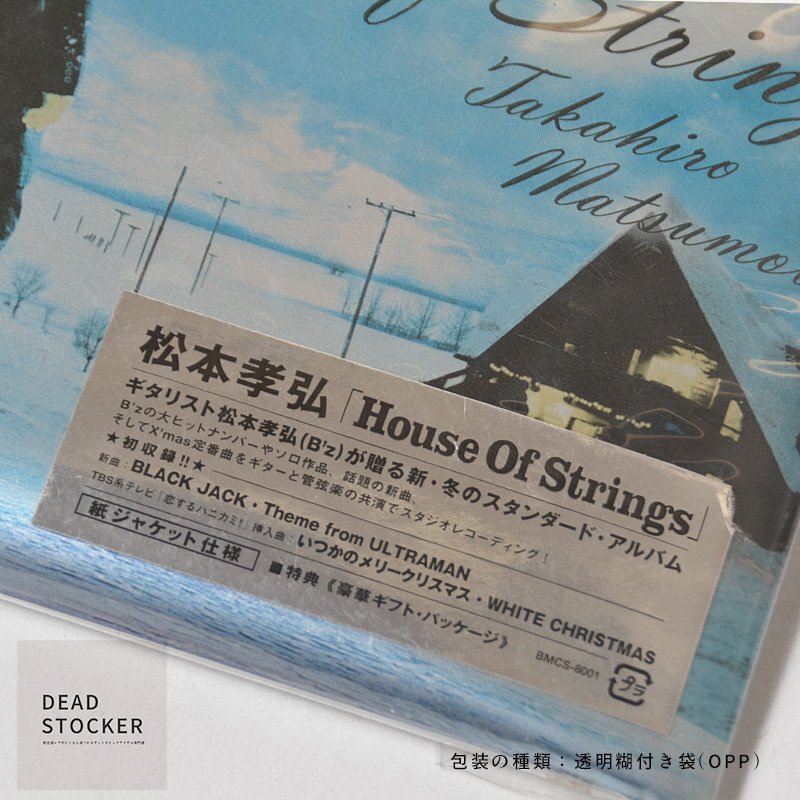 String
Takahiro
Matsumo
松本孝弘「House Of Strings」
ギタリスト松本孝弘(B'z)が贈る新・冬のスタンダード・アルバム
B'zの大ヒットナンバーやソロ作品、話題の新曲、
そしてX'mas定番曲をギターと管弦楽の共演でスタジオレコーディング!
★初収録!!★
新曲:BLACK JACK・Theme from ULTRAMAN
TBS系テレビ「恋するハニカミ!」挿入曲:いつかのメリークリスマス・WHITE CHRISTMAS
紙ジャケット仕様
■特典《豪華ギフト・パッケージ》
BMCS-8001
プラ
DEAD
STOCKER
包装の種類:透明糊付き袋(OPP)